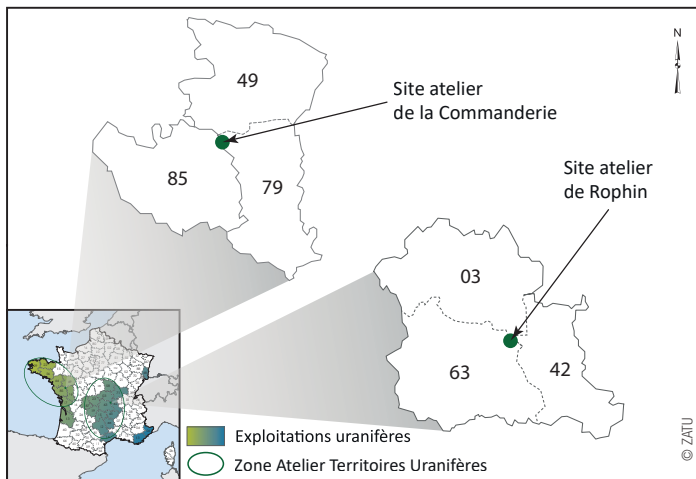 49
N
Site atelier
de la Commanderie
85
79
Site atelier
de Rophin
03
63
42
Exploitations uranifères
Zone Atelier Territoires Uranifères
© ZATU